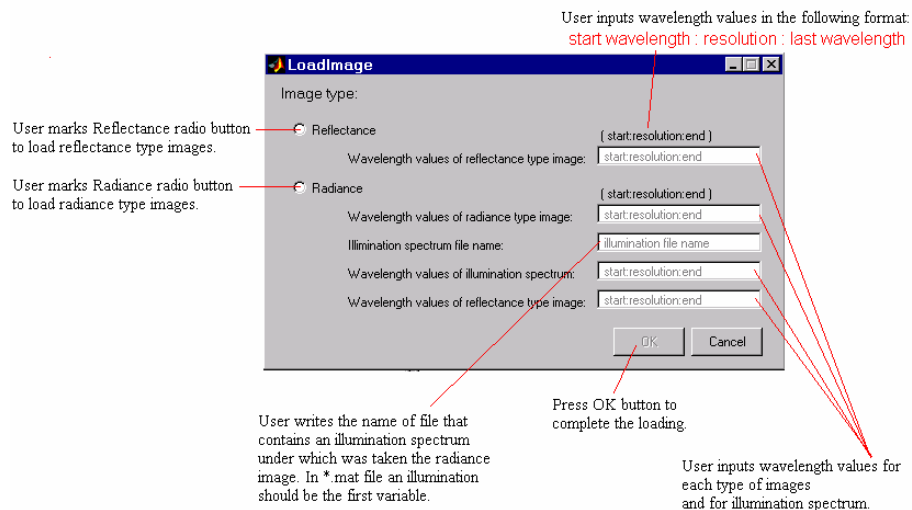 User inputs wavelength values in the following format:
start wavelength : resolution : last wavelength
LoadImage
Image type:
User marks Reflectance radio button
to load reflectance type images.
Reflectance
( start:resolution:end )
Wavelength values of reflectance type image:
start:resolution:end
User marks Radiance radio button
to load radiance type images.
Radiance
( start:resolution:end )
Wavelength values of radiance type image:
start:resolution:end
Illimination spectrum file name:
illumination file name
Wavelength values of illumination spectrum:
start:resolution:end
Wavelength values of reflectance type image:
start:resolution:end
OK
Cancel
User writes the name of file that
contains an illumination spectrum
under which was taken the radiance
image. In *.mat file an illumination
should be the first variable.
Press OK button to
complete the loading.
User inputs wavelength values for
each type of images
and for illumination spectrum.